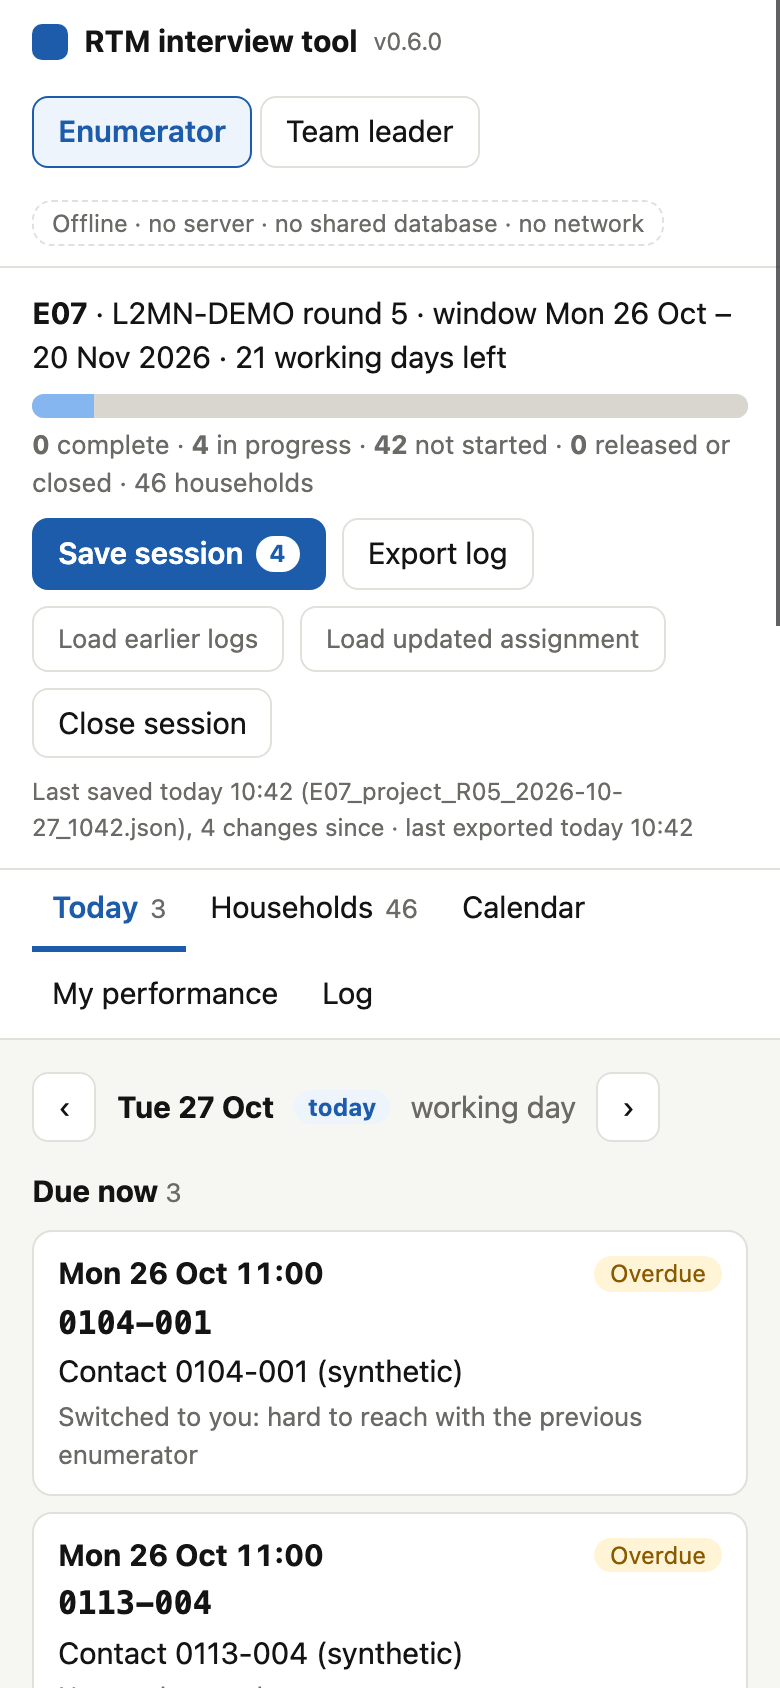 RTM interview tool v0.6.0
Enumerator Team leader
Offline · no server · no shared database · no network
E07 · L2MN-DEMO round 5 · window Mon 26 Oct –
20 Nov 2026 · 21 working days left
0 complete · 4 in progress · 42 not started · 0 released or
closed · 46 households
Save session 4 Export log
Load earlier logs Load updated assignment
Close session
Last saved today 10:42 (E07_project_R05_2026-10-
27_1042.json), 4 changes since · last exported today 10:42
Today 3 Households 46 Calendar
My performance Log
‹ Tue 27 Oct today working day ›
Due now 3
Mon 26 Oct 11:00 Overdue
0104–001
Contact 0104-001 (synthetic)
Switched to you: hard to reach with the previous
enumerator
Mon 26 Oct 11:00 Overdue
0113–004
Contact 0113-004 (synthetic)